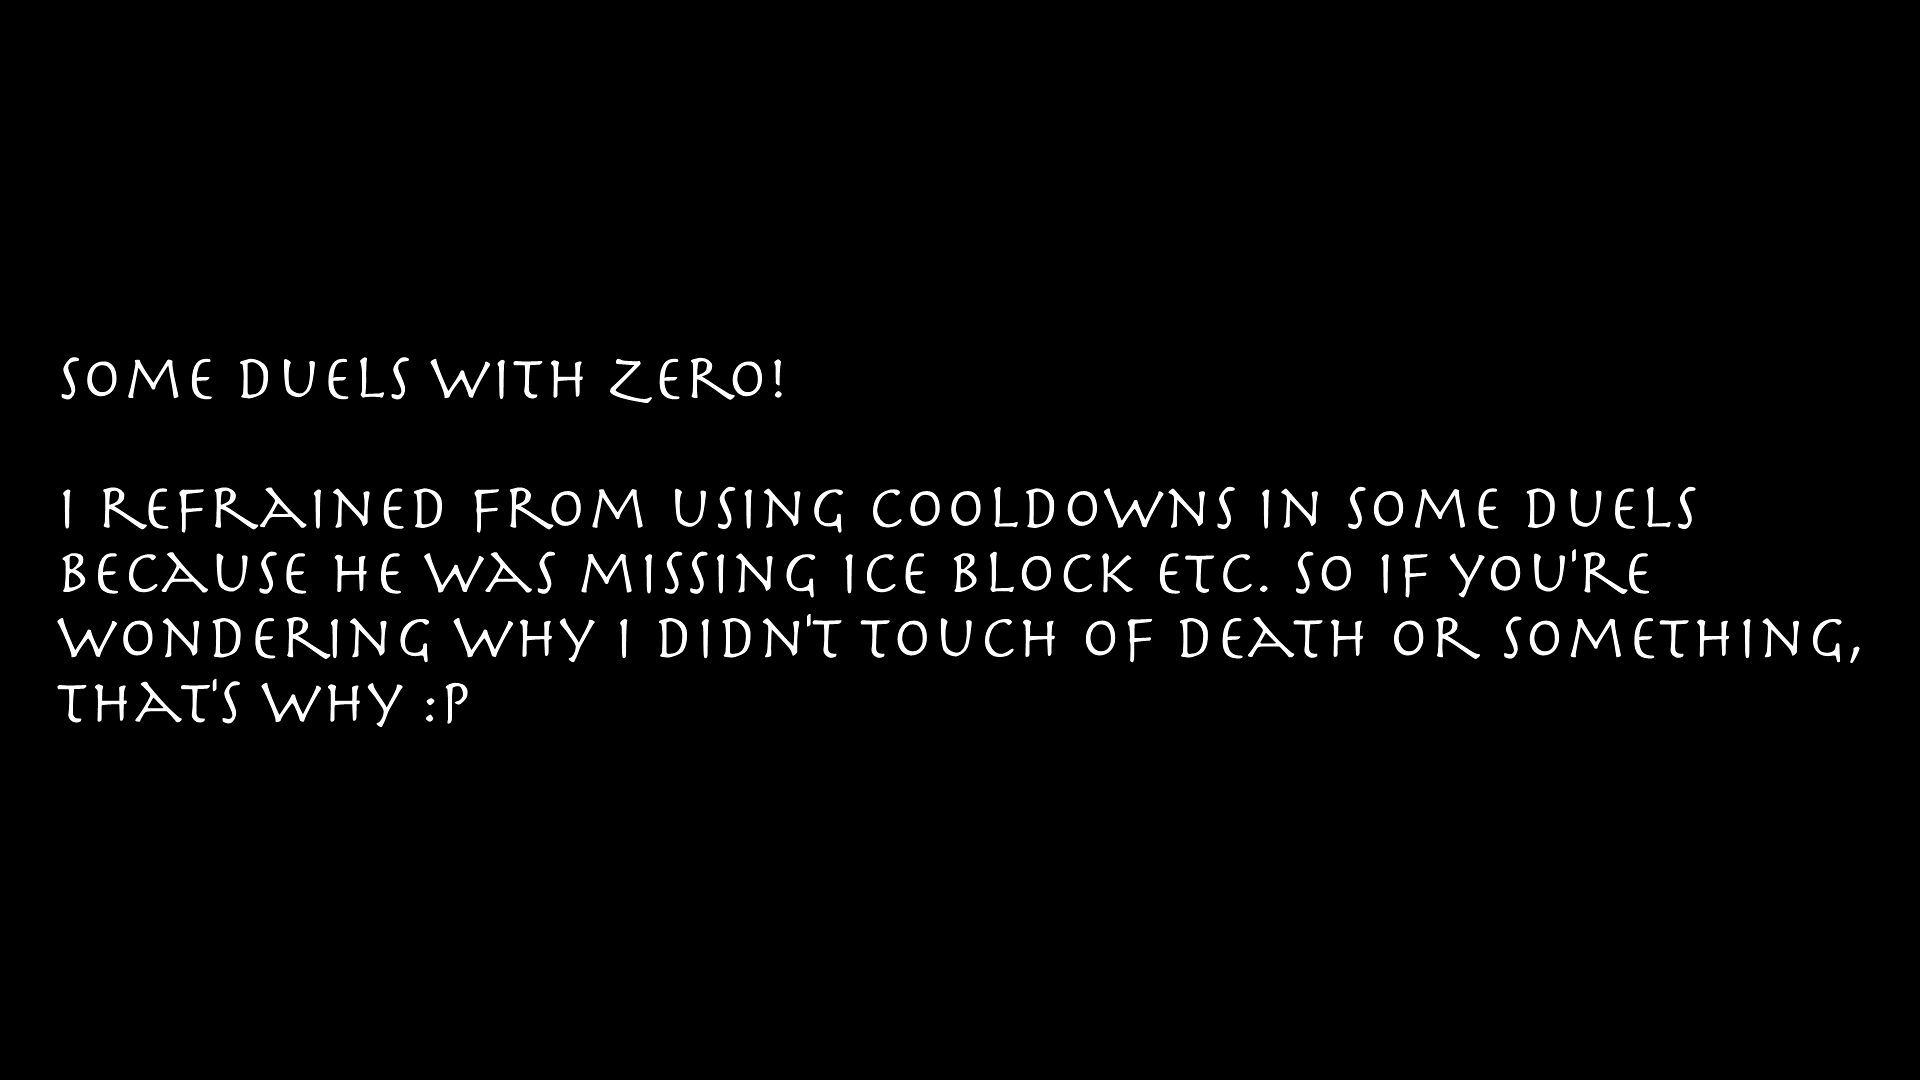 Some duels with Zero!
I refrained from using cooldowns in some duels
because he was missing Ice Block etc. So if you're
wondering why I didn't Touch of Death or something,
that's why :P